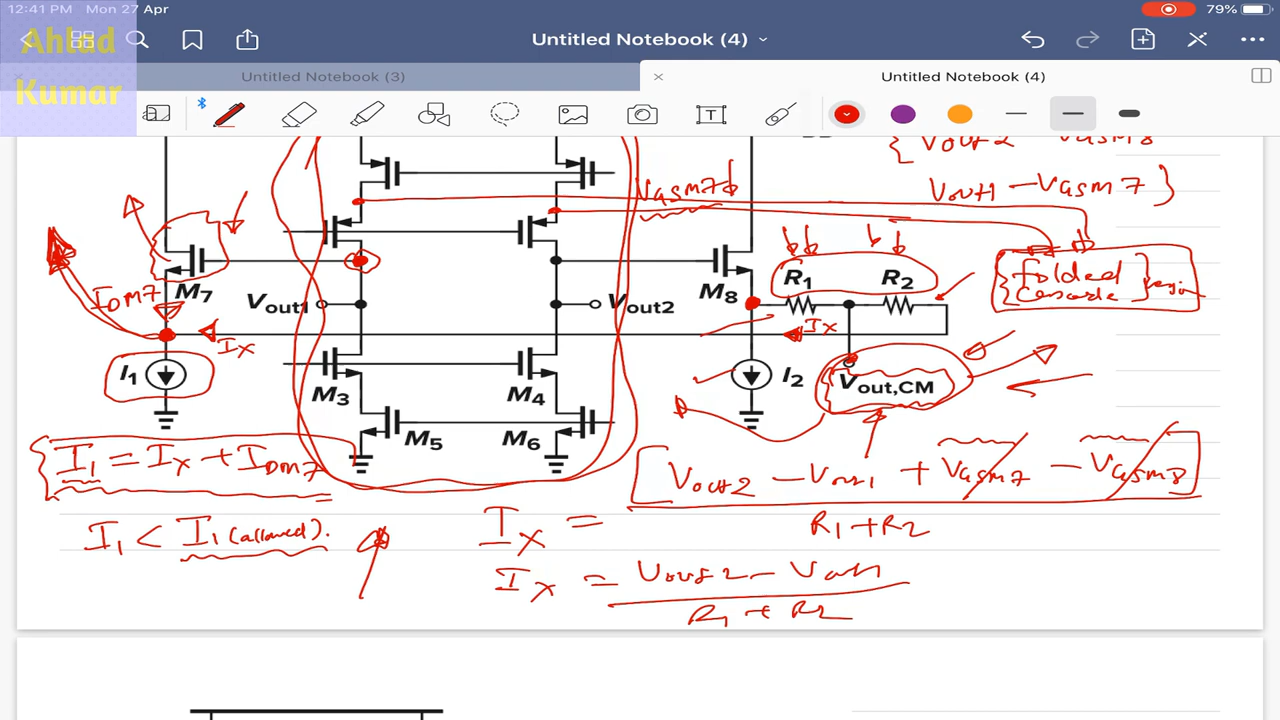 12:41 PM Mon 27 Apr
79%
Ahlad
Kumar
Untitled Notebook (4)
Untitled Notebook (3)
Untitled Notebook (4)
{ Vout2 - VGSM8
Vout1 - VGSM7 }
VGSM7
M7
IDM7
Vout1
Vout2
M8
R1
R2
folded
cascode
Ix
Ix
I1
I2
Vout,CM
M3
M4
M5
M6
I1 = Ix + IDM7
I1 < I1 (allowed).
Vout2 - Vout1 + VGSM7 - VGSM8
Ix =
R1 + R2
Ix = Vout2 - Vout1
R1 + R2